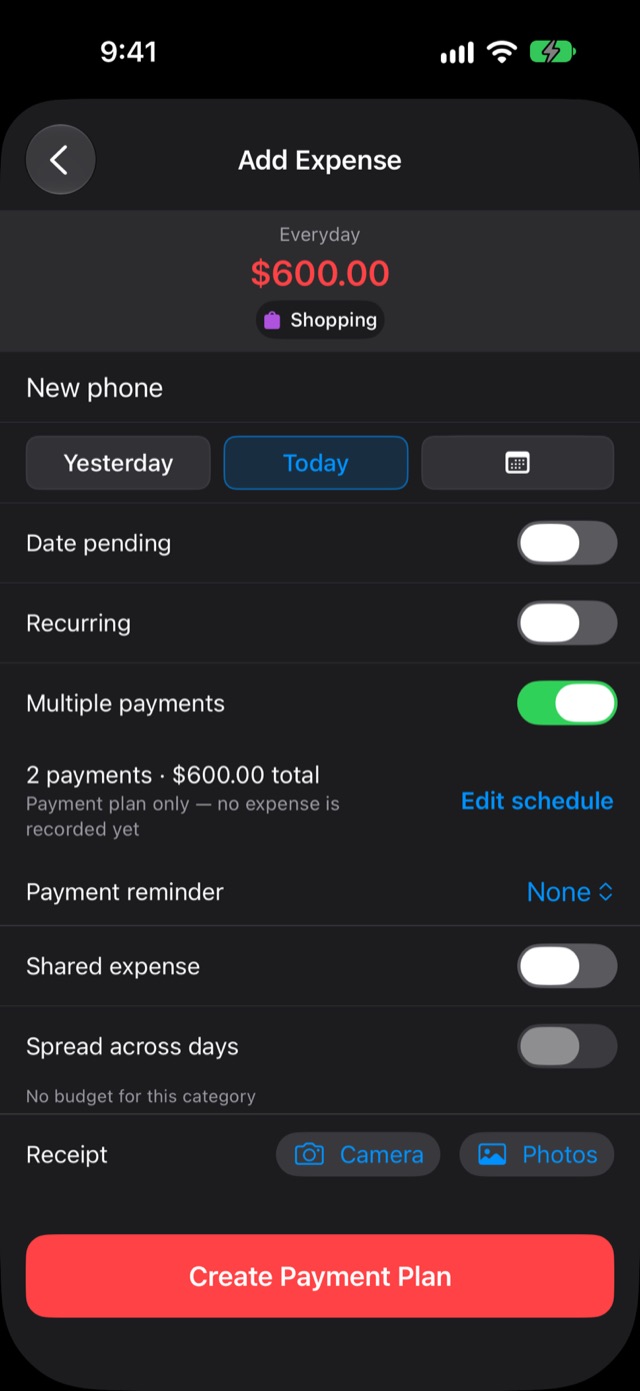 9:41
Add Expense
Everyday
$600.00
Shopping
New phone
Yesterday
Today
Date pending
Recurring
Multiple payments
2 payments · $600.00 total
Payment plan only — no expense is
recorded yet
Edit schedule
Payment reminder
None
Shared expense
Spread across days
No budget for this category
Receipt
Camera
Photos
Create Payment Plan